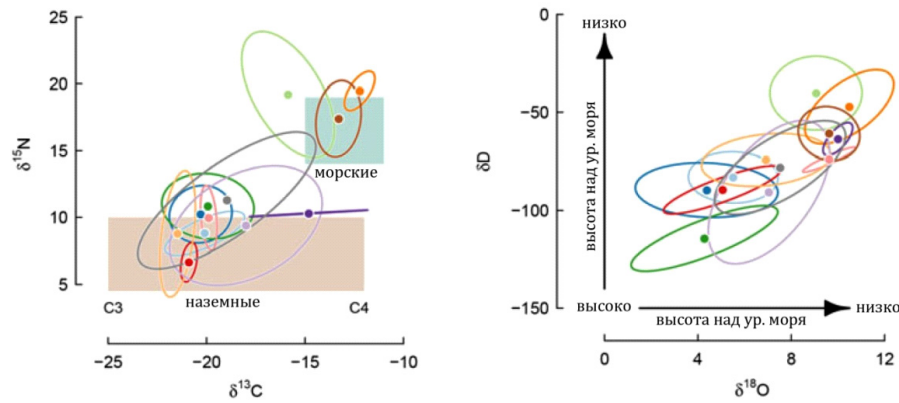 25
20
15
10
5
δ15N
морские
наземные
C3
C4
−25
−20
−15
−10
δ13C
0
−50
−100
−150
δD
низко
высота над ур. моря
высоко
низко
высота над ур. моря
0
4
8
12
δ18O